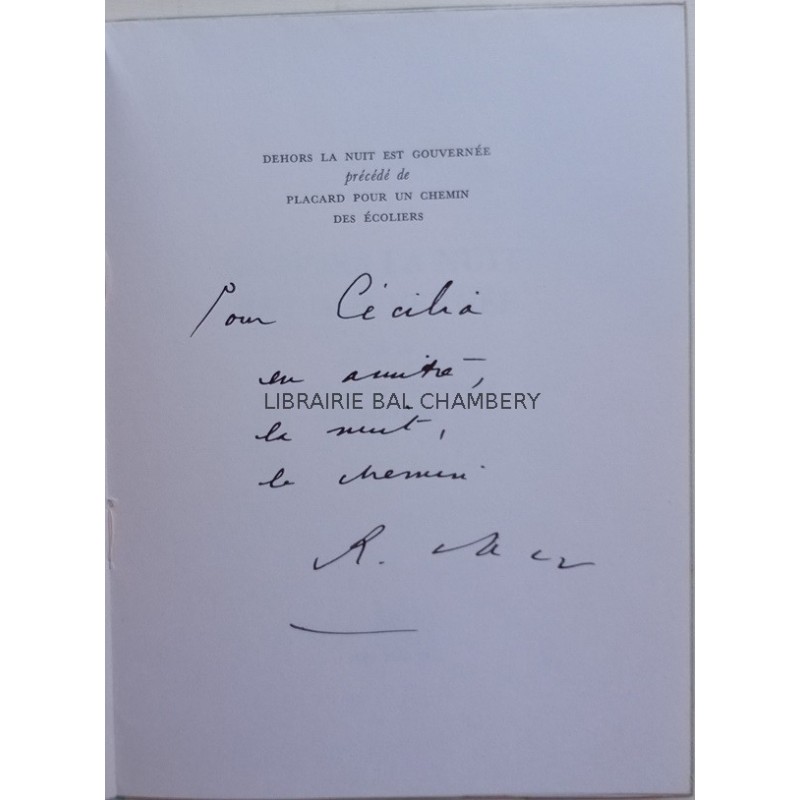 DEHORS LA NUIT EST GOUVERNÉE
précédé de
PLACARD POUR UN CHEMIN
DES ÉCOLIERS
Pour Cécilia
en amitié,
LIBRAIRIE BAL CHAMBERY
la nuit,
le chemin
R. Char